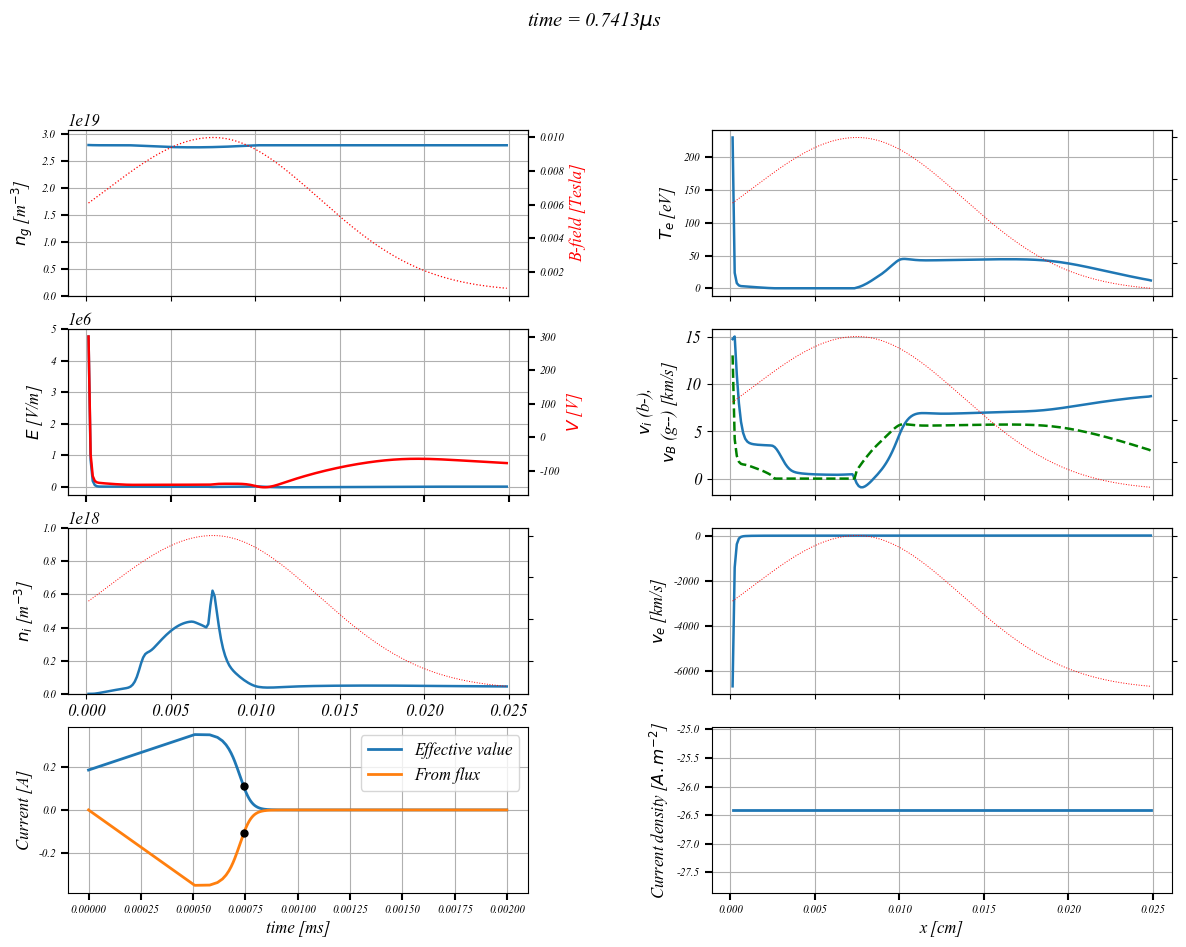 time = 0.7413μs
1e19
3.0
2.5
2.0
1.5
1.0
0.5
0.0
n_g [m^{-3}]
0.010
0.008
0.006
0.004
0.002
B-field [Tesla]
200
150
100
50
0
T_e [eV]
1e6
5
4
3
2
1
0
E [V/m]
300
200
100
0
-100
V [V]
15
10
5
0
v_i (b-),
v_B (g--) [km/s]
1e18
1.0
0.8
0.6
0.4
0.2
0.0
n_i [m^{-3}]
0.000 0.005 0.010 0.015 0.020 0.025
0
-2000
-4000
-6000
v_e [km/s]
0.2
0.0
-0.2
Current [A]
Effective value
From flux
0.00000 0.00025 0.00050 0.00075 0.00100 0.00125 0.00150 0.00175 0.00200
time [ms]
-25.0
-25.5
-26.0
-26.5
-27.0
-27.5
Current density [A.m^{-2}]
0.000 0.005 0.010 0.015 0.020 0.025
x [cm]